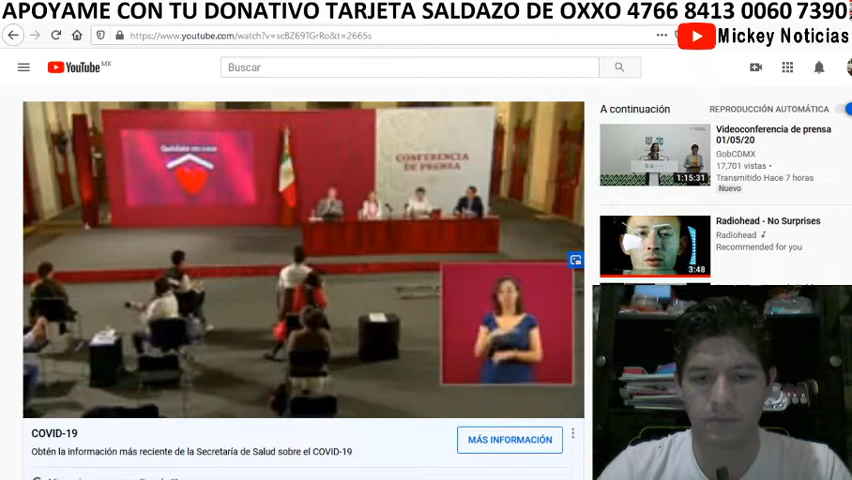 APOYAME CON TU DONATIVO TARJETA SALDAZO DE OXXO 4766 8413 0060 7390
https://www.youtube.com/watch?v=xcBZ69TGrRo&t=2665s
Mickey Noticias
YouTube MX
Buscar
A continuación
REPRODUCCIÓN AUTOMÁTICA
Quédate en casa
CONFERENCIA
DE PRENSA
Videoconferencia de prensa
01/05/20
GobCDMX
17,701 vistas •
Transmitido Hace 7 horas
Nuevo
1:15:31
Radiohead - No Surprises
Radiohead
Recommended for you
3:48
COVID-19
Obtén la información más reciente de la Secretaría de Salud sobre el COVID-19
MÁS INFORMACIÓN